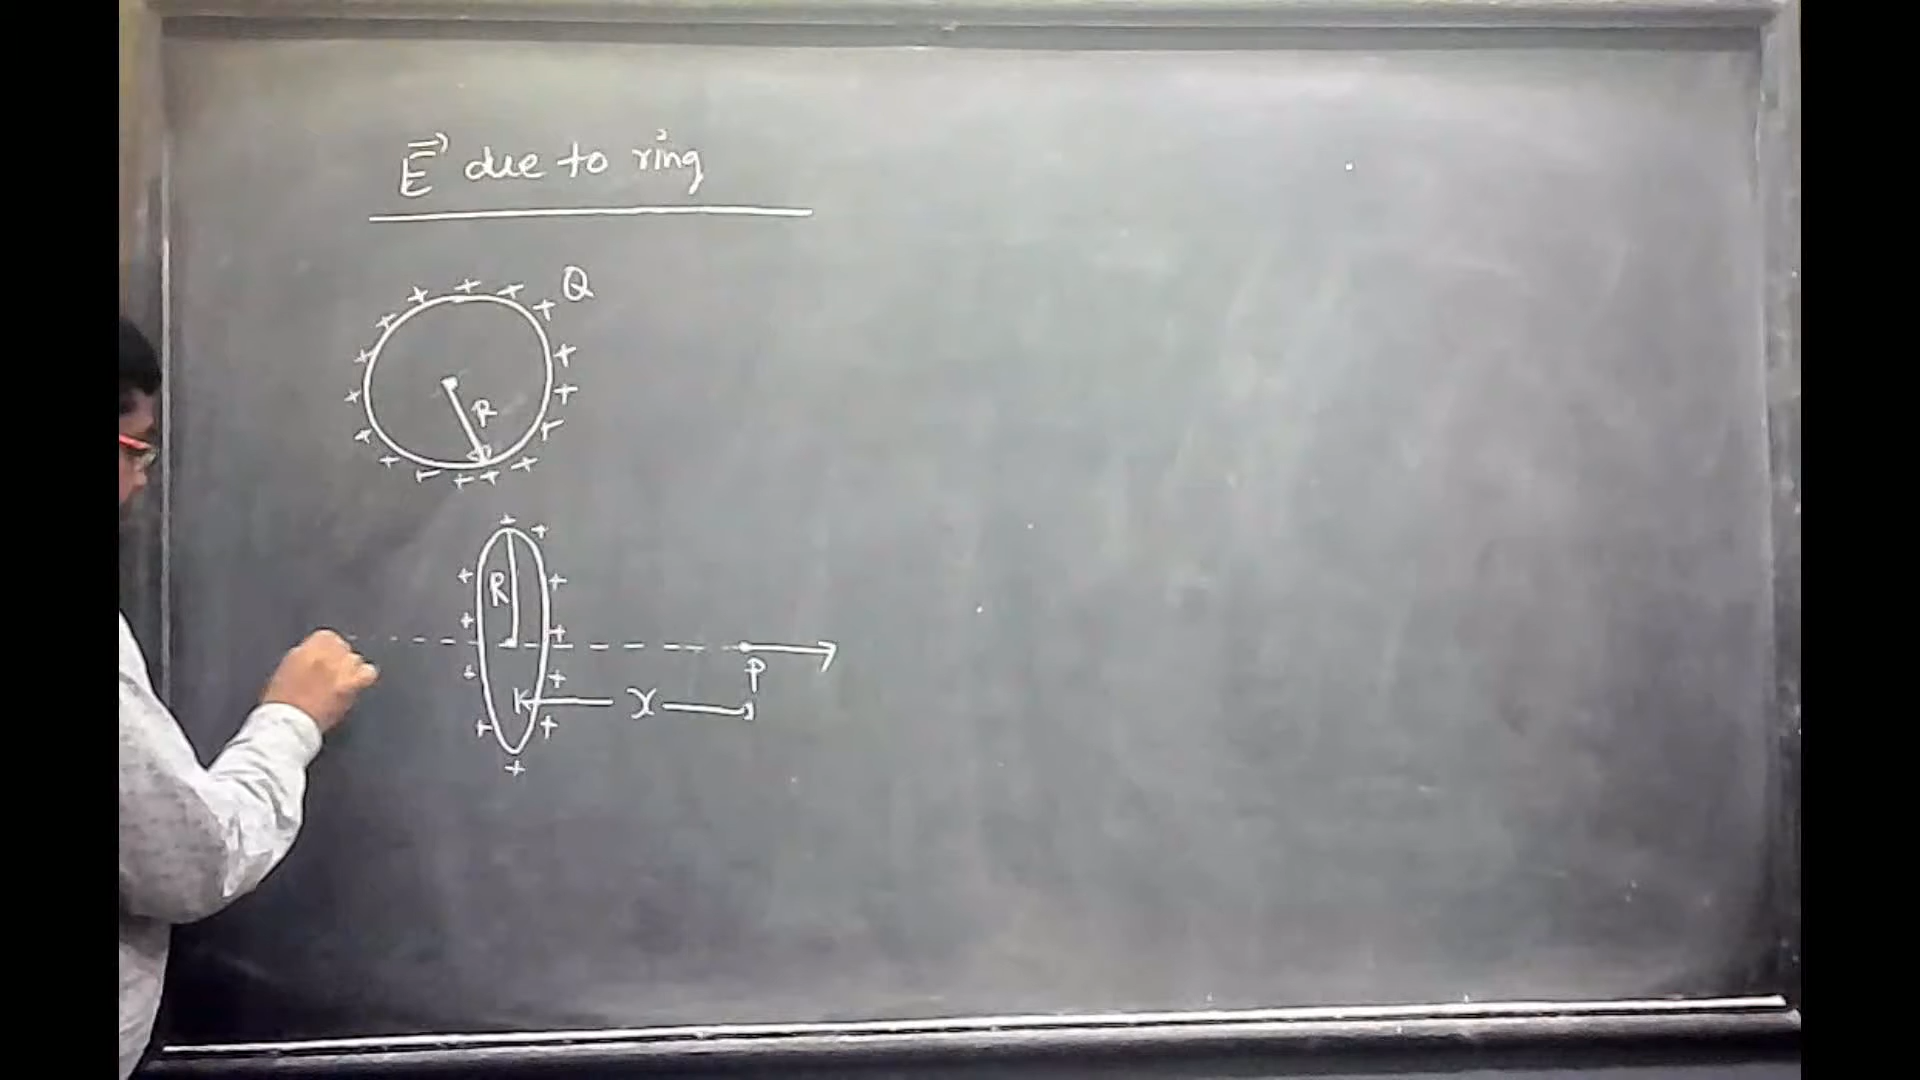 E⃗ due to ring
Q
R
R
P
x